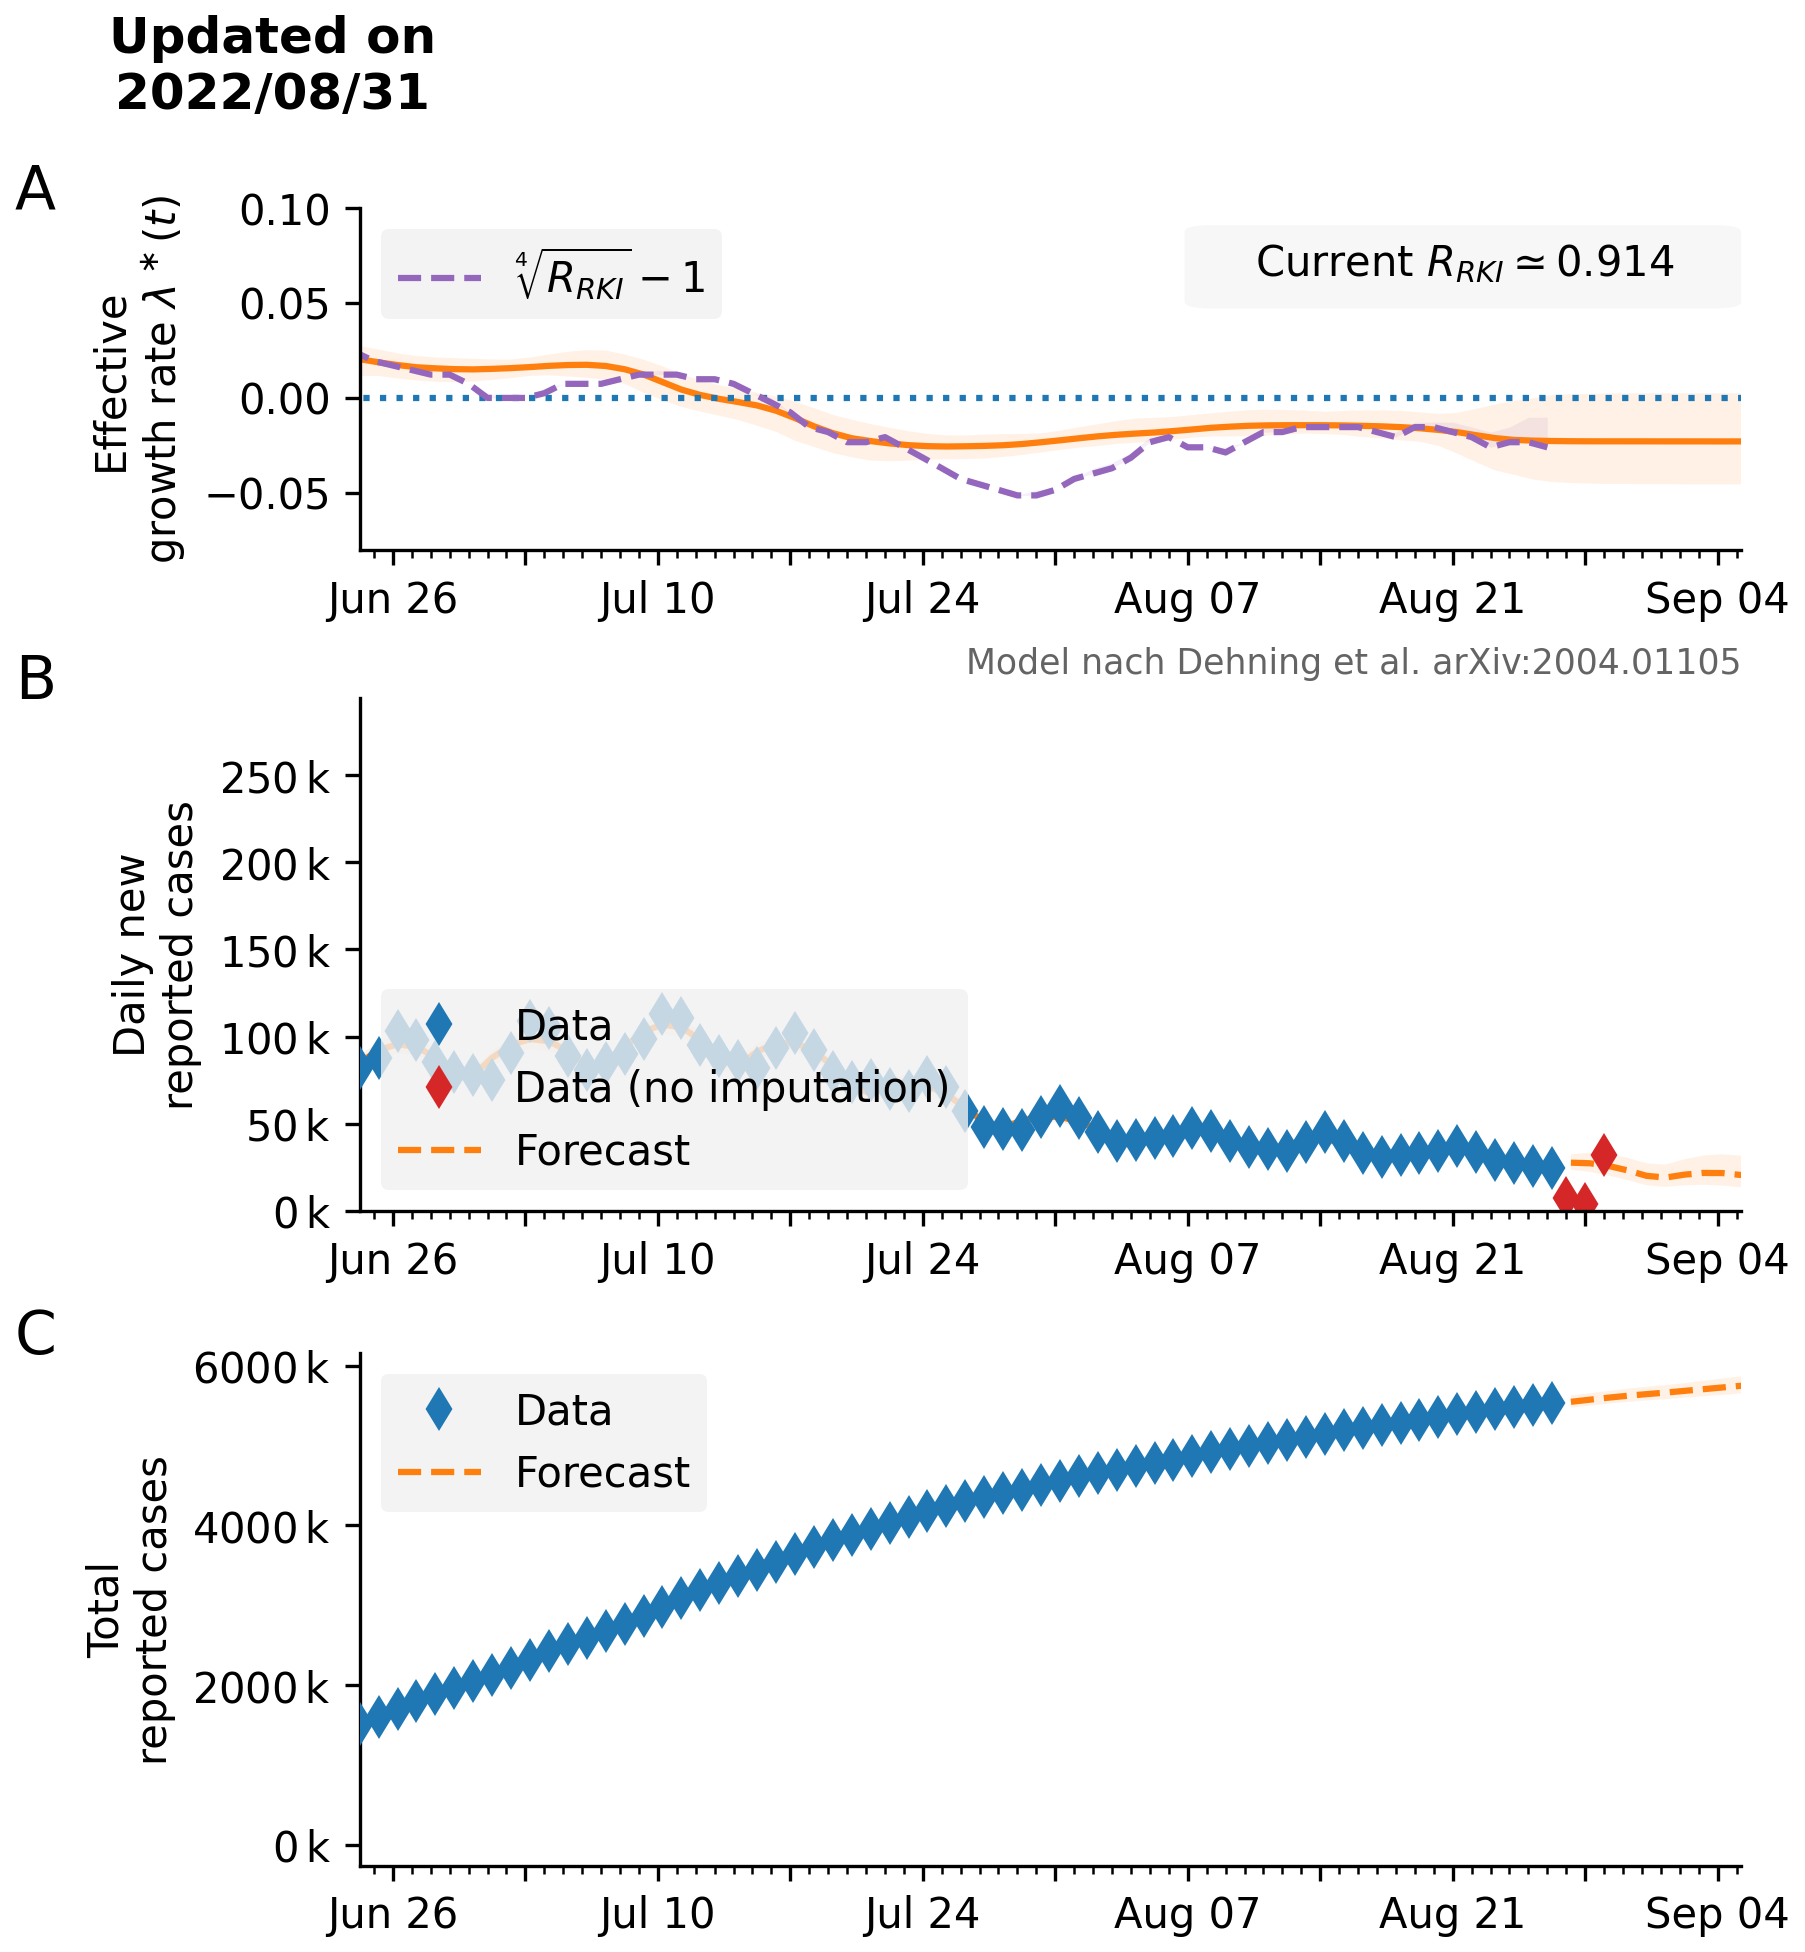 Updated on
2022/08/31
A
Effective
growth rate λ * (t)
0.10
0.05
0.00
−0.05
∜R_RKI − 1
Current R_RKI ≃ 0.914
Jun 26 Jul 10 Jul 24 Aug 07 Aug 21 Sep 04
Model nach Dehning et al. arXiv:2004.01105
B
Daily new
reported cases
250 k
200 k
150 k
100 k
50 k
0 k
Data
Data (no imputation)
Forecast
Jun 26 Jul 10 Jul 24 Aug 07 Aug 21 Sep 04
C
Total
reported cases
6000 k
4000 k
2000 k
0 k
Data
Forecast
Jun 26 Jul 10 Jul 24 Aug 07 Aug 21 Sep 04